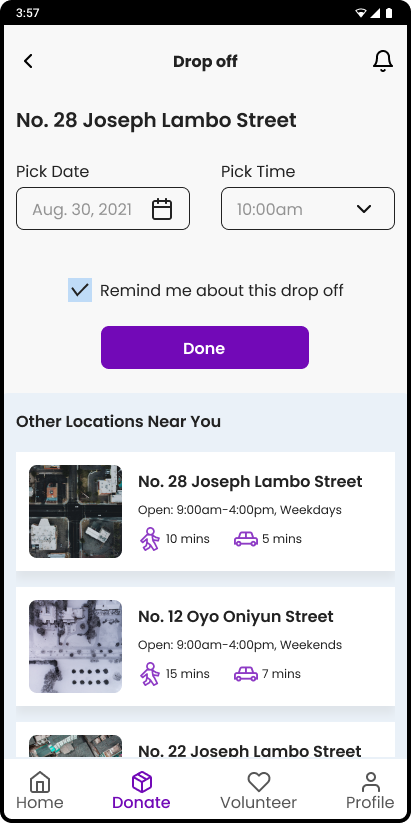 3:57
Drop off
No. 28 Joseph Lambo Street
Pick Date
Pick Time
Aug. 30, 2021
10:00am
Remind me about this drop off
Done
Other Locations Near You
No. 28 Joseph Lambo Street
Open: 9:00am-4:00pm, Weekdays
10 mins
5 mins
No. 12 Oyo Oniyun Street
Open: 9:00am-4:00pm, Weekends
15 mins
7 mins
No. 22 Joseph Lambo Street
Home
Donate
Volunteer
Profile